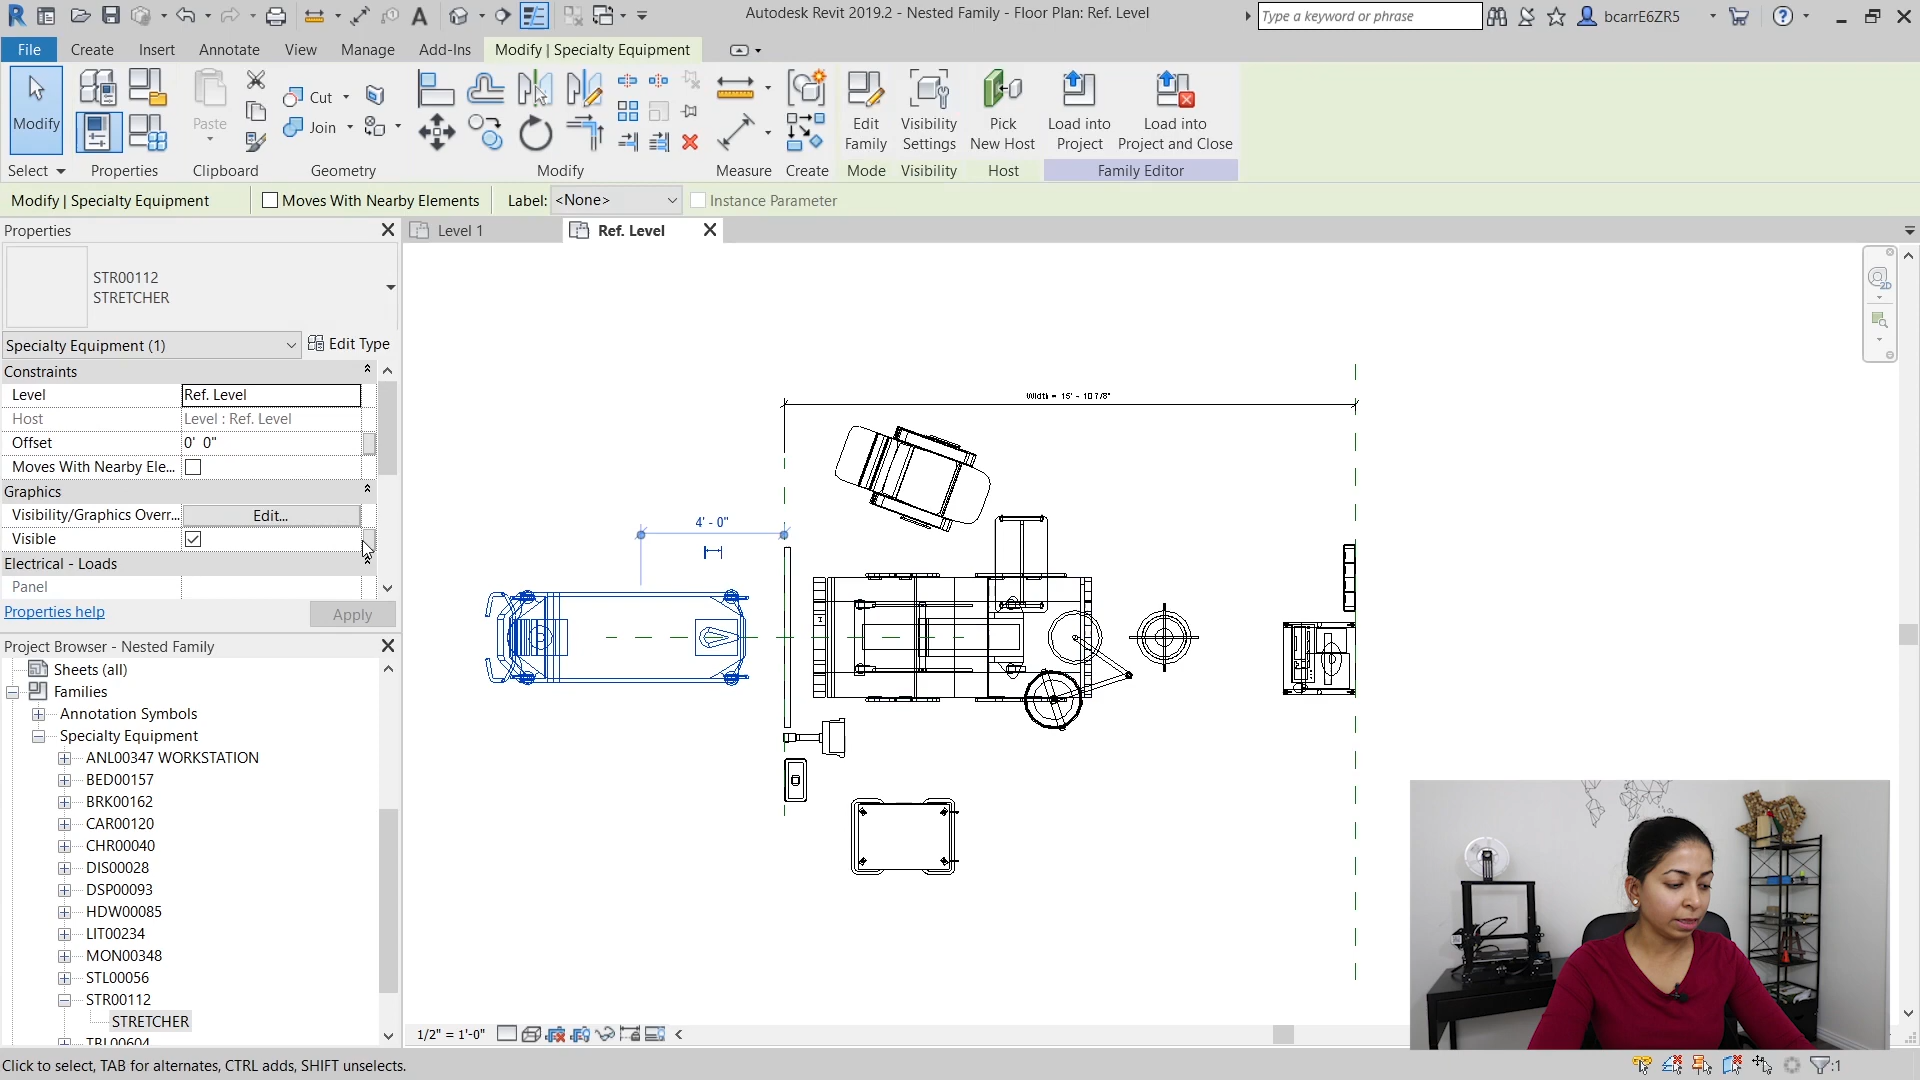 Autodesk Revit 2019.2 - Nested Family - Floor Plan: Ref. Level
Type a keyword or phrase
bcarrE6ZR5
File
Create
Insert
Annotate
View
Manage
Add-Ins
Modify | Specialty Equipment
Modify
Paste
Cut
Join
Edit
Family
Visibility
Settings
Pick
New Host
Load into
Project
Load into
Project and Close
Select
Properties
Clipboard
Geometry
Modify
Measure
Create
Mode
Visibility
Host
Family Editor
Modify | Specialty Equipment
Moves With Nearby Elements
Label:
<None>
Instance Parameter
Properties
Level 1
Ref. Level
STR00112
STRETCHER
Specialty Equipment (1)
Edit Type
Constraints
Level
Ref. Level
Host
Level : Ref. Level
Offset
0' 0"
Moves With Nearby Ele...
Graphics
Visibility/Graphics Overr...
Edit...
Visible
Electrical - Loads
Panel
Properties help
Apply
Width = 15' - 10 7/8"
4' - 0"
2D
Project Browser - Nested Family
Sheets (all)
Families
Annotation Symbols
Specialty Equipment
ANL00347 WORKSTATION
BED00157
BRK00162
CAR00120
CHR00040
DIS00028
DSP00093
HDW00085
LIT00234
MON00348
STL00056
STR00112
STRETCHER
TBL00604
1/2" = 1'-0"
Click to select, TAB for alternates, CTRL adds, SHIFT unselects.
:1